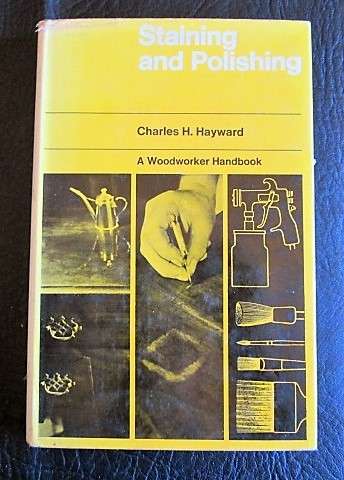 Staining
and Polishing
Charles H. Hayward
A Woodworker Handbook